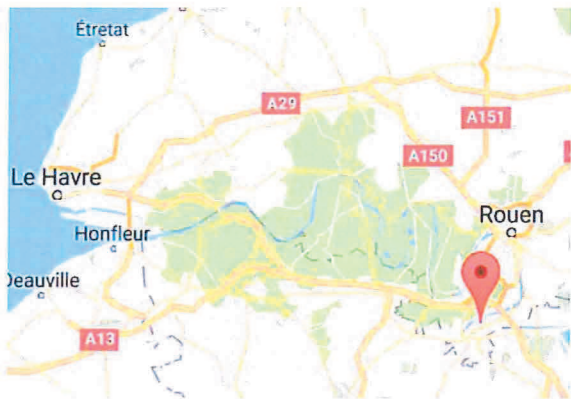 Étretat
A29
A151
A150
Le Havre
Rouen
Honfleur
Deauville
A13